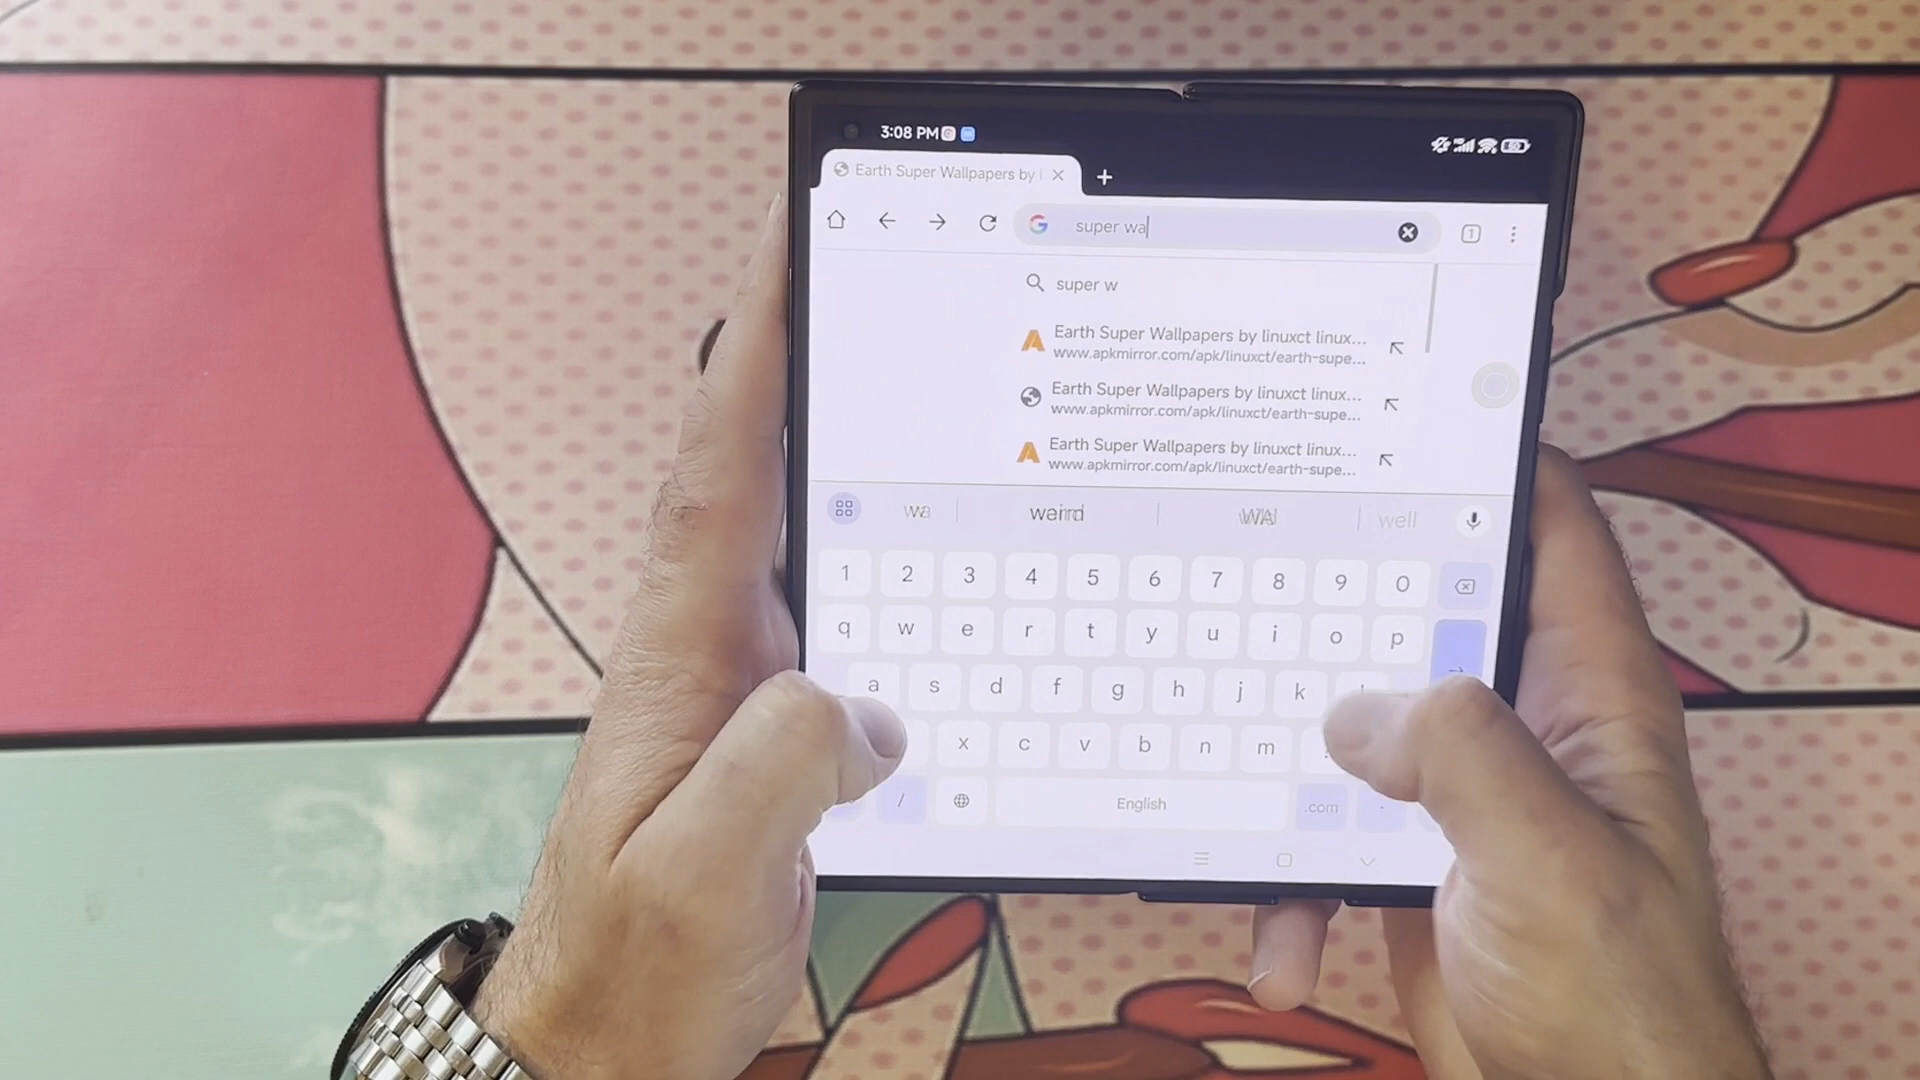 3:08 PM
Earth Super Wallpapers by
super wa
1
super w
Earth Super Wallpapers by linuxct linux...
www.apkmirror.com/apk/linuxct/earth-supe...
Earth Super Wallpapers by linuxct linux...
www.apkmirror.com/apk/linuxct/earth-supe...
Earth Super Wallpapers by linuxct linux...
www.apkmirror.com/apk/linuxct/earth-supe...
wa well
1 2 3 4 5 6 7 8 9 0
q w e r t y u i o p
a s d f g h j k
x c v b n m
/ English .com .